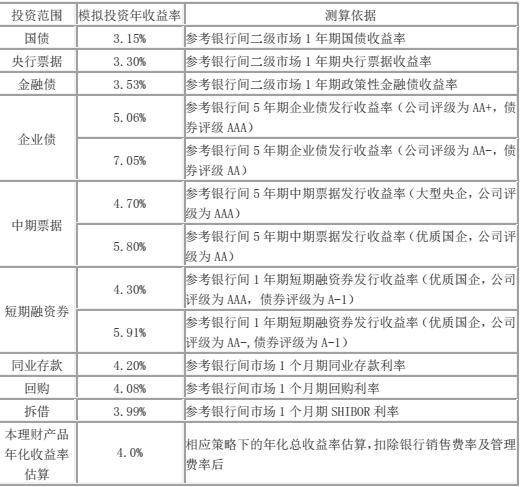 投资范围 模拟投资年收益率 测算依据
国债 3.15% 参考银行间二级市场 1 年期国债收益率
央行票据 3.30% 参考银行间二级市场 1 年期央行票据收益率
金融债 3.53% 参考银行间二级市场 1 年期政策性金融债收益率
企业债
5.06% 参考银行间 5 年期企业债发行收益率（公司评级为 AA+，债
券评级 AAA）
7.05% 参考银行间 5 年期企业债发行收益率（公司评级为 AA-，债
券评级 AA）
中期票据
4.70% 参考银行间 5 年期中期票据发行收益率（大型央企，公司评
级为 AAA）
5.80% 参考银行间 5 年期中期票据发行收益率（优质国企，公司评
级为 AA）
短期融资券
4.30% 参考银行间 1 年期短期融资券发行收益率（优质国企，公司
评级为 AAA，债券评级为 A-1）
5.91% 参考银行间 1 年期短期融资券发行收益率（优质国企，公司
评级为 AA-,债券评级为 A-1）
同业存款 4.20% 参考银行间市场 1 个月期同业存款利率
回购 4.08% 参考银行间市场 1 个月期回购利率
拆借 3.99% 参考银行间市场 1 个月期 SHIBOR 利率
本理财产品
年化收益率
估算
4.0%
相应策略下的年化总收益率估算,扣除银行销售费率及管理
费率后